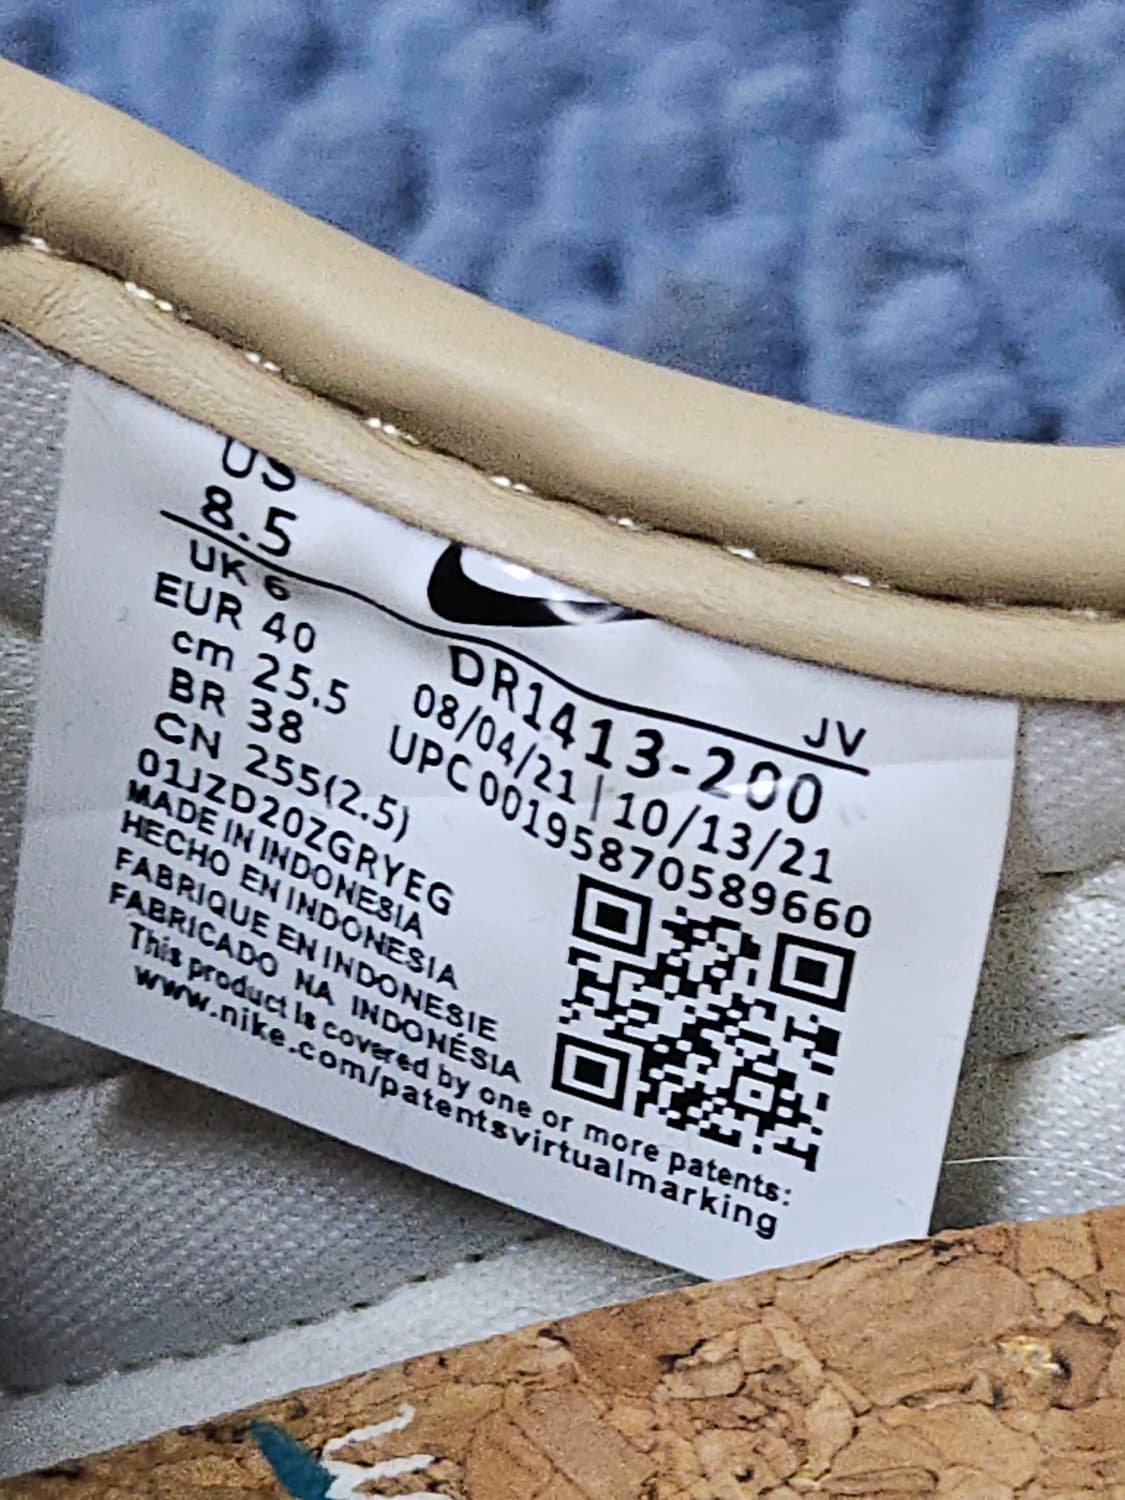 US
8.5
UK 6
EUR 40
cm 25.5
BR 38
CN 255(2.5)
01JZD20ZGRYEG
MADE IN INDONESIA
HECHO EN INDONESIA
FABRIQUE EN INDONESIE
FABRICADO NA INDONÉSIA
This product is covered by one or more patents:
www.nike.com/patentsvirtualmarking
JV
DR1413-200
08/04/21 | 10/13/21
UPC 00195870589660